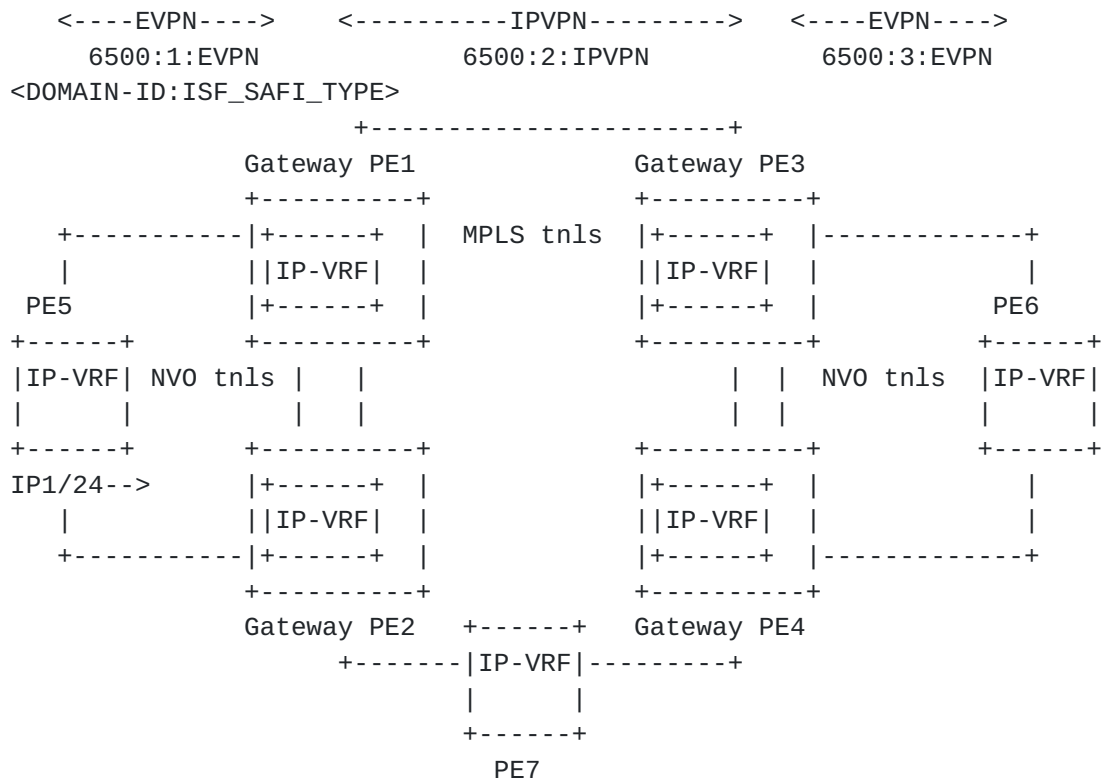 <----EVPN----> <----------IPVPN---------> <----EVPN---->
6500:1:EVPN 6500:2:IPVPN 6500:3:EVPN
<DOMAIN-ID:ISF_SAFI_TYPE>
Gateway PE1 Gateway PE3
MPLS tnls
IP-VRF IP-VRF
PE5 PE6
IP-VRF NVO tnls NVO tnls IP-VRF
IP1/24-->
IP-VRF IP-VRF
Gateway PE2 Gateway PE4
IP-VRF
PE7